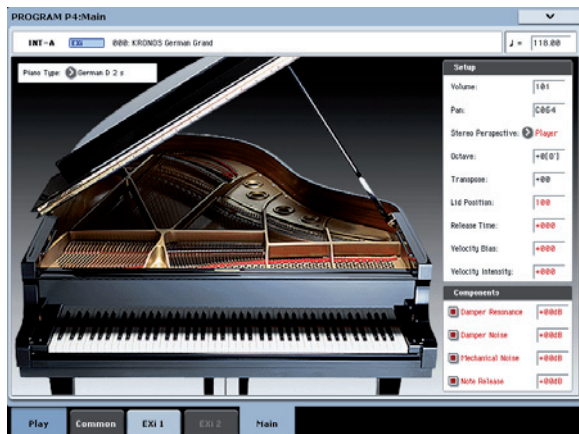 PROGRAM P4:Main
INT-A EXi 000: KRONOS German Grand ♩ = 118.00
Piano Type: German D 2 s
Setup
Volume: 101
Pan: C064
Stereo Perspective: Player
Octave: +0[8']
Transpose: +00
Lid Position: 100
Release Time: +000
Velocity Bias: +000
Velocity Intensity: +000
Components
Damper Resonance +00dB
Damper Noise +00dB
Mechanical Noise +00dB
Note Release +00dB
Play Common EXi 1 EXi 2 Main